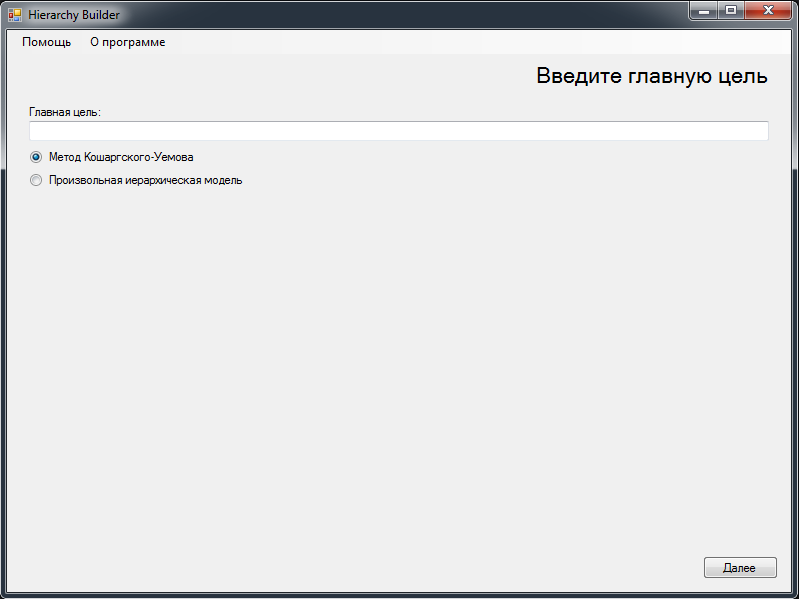 Hierarchy Builder
Помощь О программе
Введите главную цель
Главная цель:
Метод Кошаргского-Уемова
Произвольная иерархическая модель
Далее